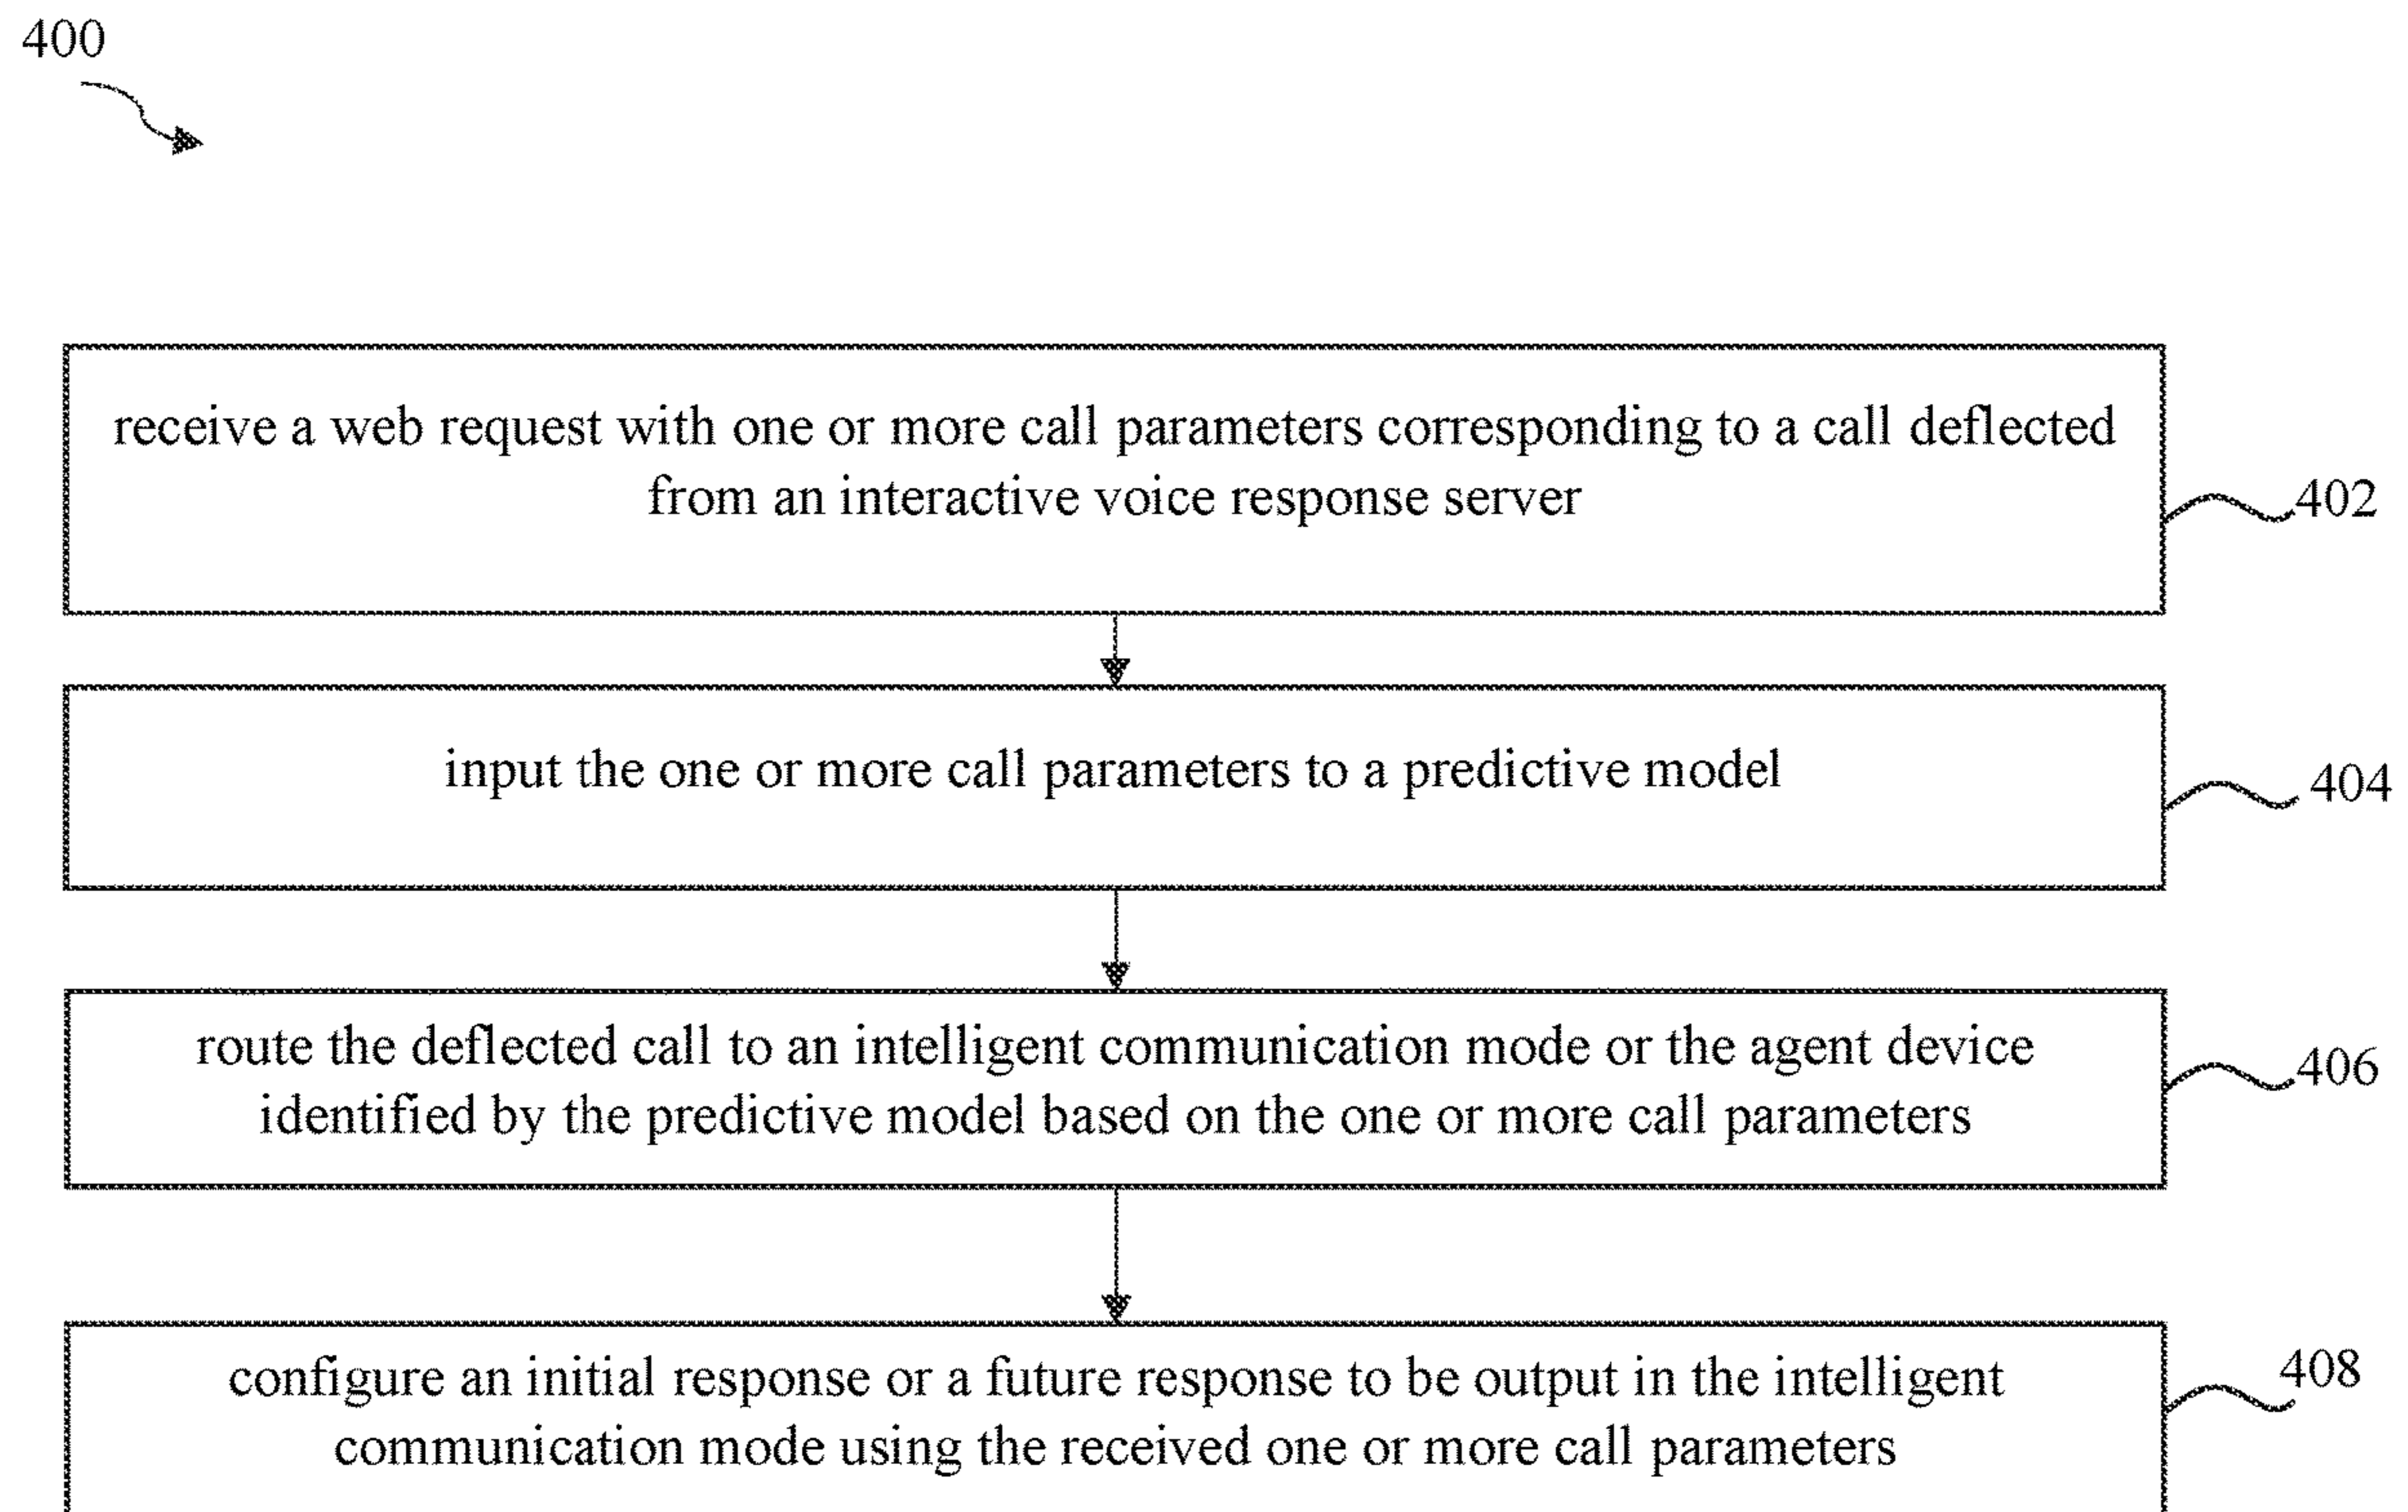 400
receive a web request with one or more call parameters corresponding to a call deflected
from an interactive voice response server
402
input the one or more call parameters to a predictive model
404
route the deflected call to an intelligent communication mode or the agent device
identified by the predictive model based on the one or more call parameters
406
configure an initial response or a future response to be output in the intelligent
communication mode using the received one or more call parameters
408